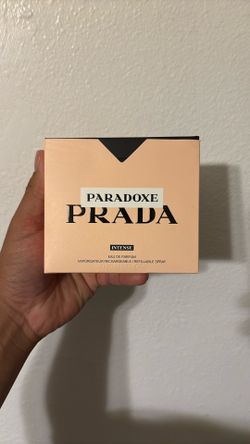 PARADOXE
PRADA
INTENSE
EAU DE PARFUM
VAPORISATEUR RECHARGEABLE / REFILLABLE SPRAY